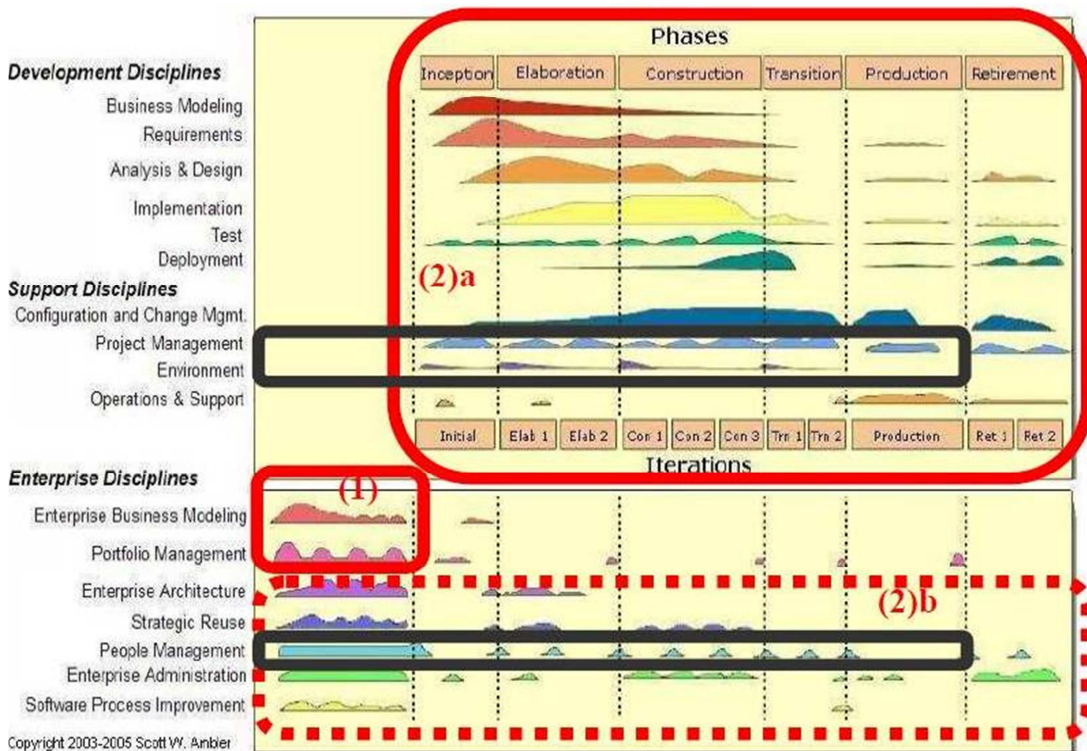 Phases
Development Disciplines
Inception Elaboration Construction Transition Production Retirement
Business Modeling
Requirements
Analysis & Design
Implementation
Test
Deployment
(2)a
Support Disciplines
Configuration and Change Mgmt.
Project Management
Environment
Operations & Support
Initial Elab 1 Elab 2 Con 1 Con 2 Con 3 Trn 1 Trn 2 Production Ret 1 Ret 2
Iterations
Enterprise Disciplines
(1)
Enterprise Business Modeling
Portfolio Management
Enterprise Architecture
(2)b
Strategic Reuse
People Management
Enterprise Administration
Software Process Improvement
Copyright 2003-2005 Scott W. Ambler